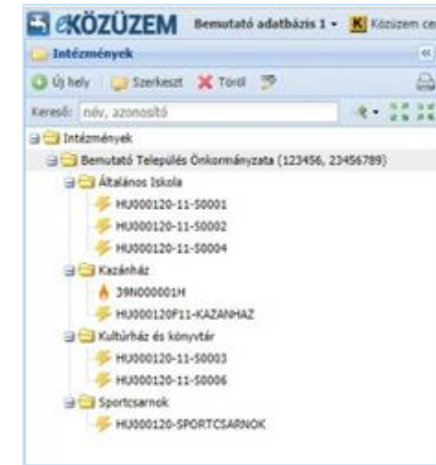 eKÖZÜZEM Bemutató adatbázis 1 K Közüzem cen
Intézmények
Új hely Szerkeszt Töröl
Kereső: név, azonosító
Intézmények
Bemutató Település Önkormányzata (123456, 23456789)
Általános Iskola
HU000120-11-S0001
HU000120-11-S0002
HU000120-11-S0004
Kazánház
39N000001H
HU000120F11-KAZANHAZ
Kultúrház és könyvtár
HU000120-11-S0003
HU000120-11-S0006
Sportcsarnok
HU000120-SPORTCSARNOK